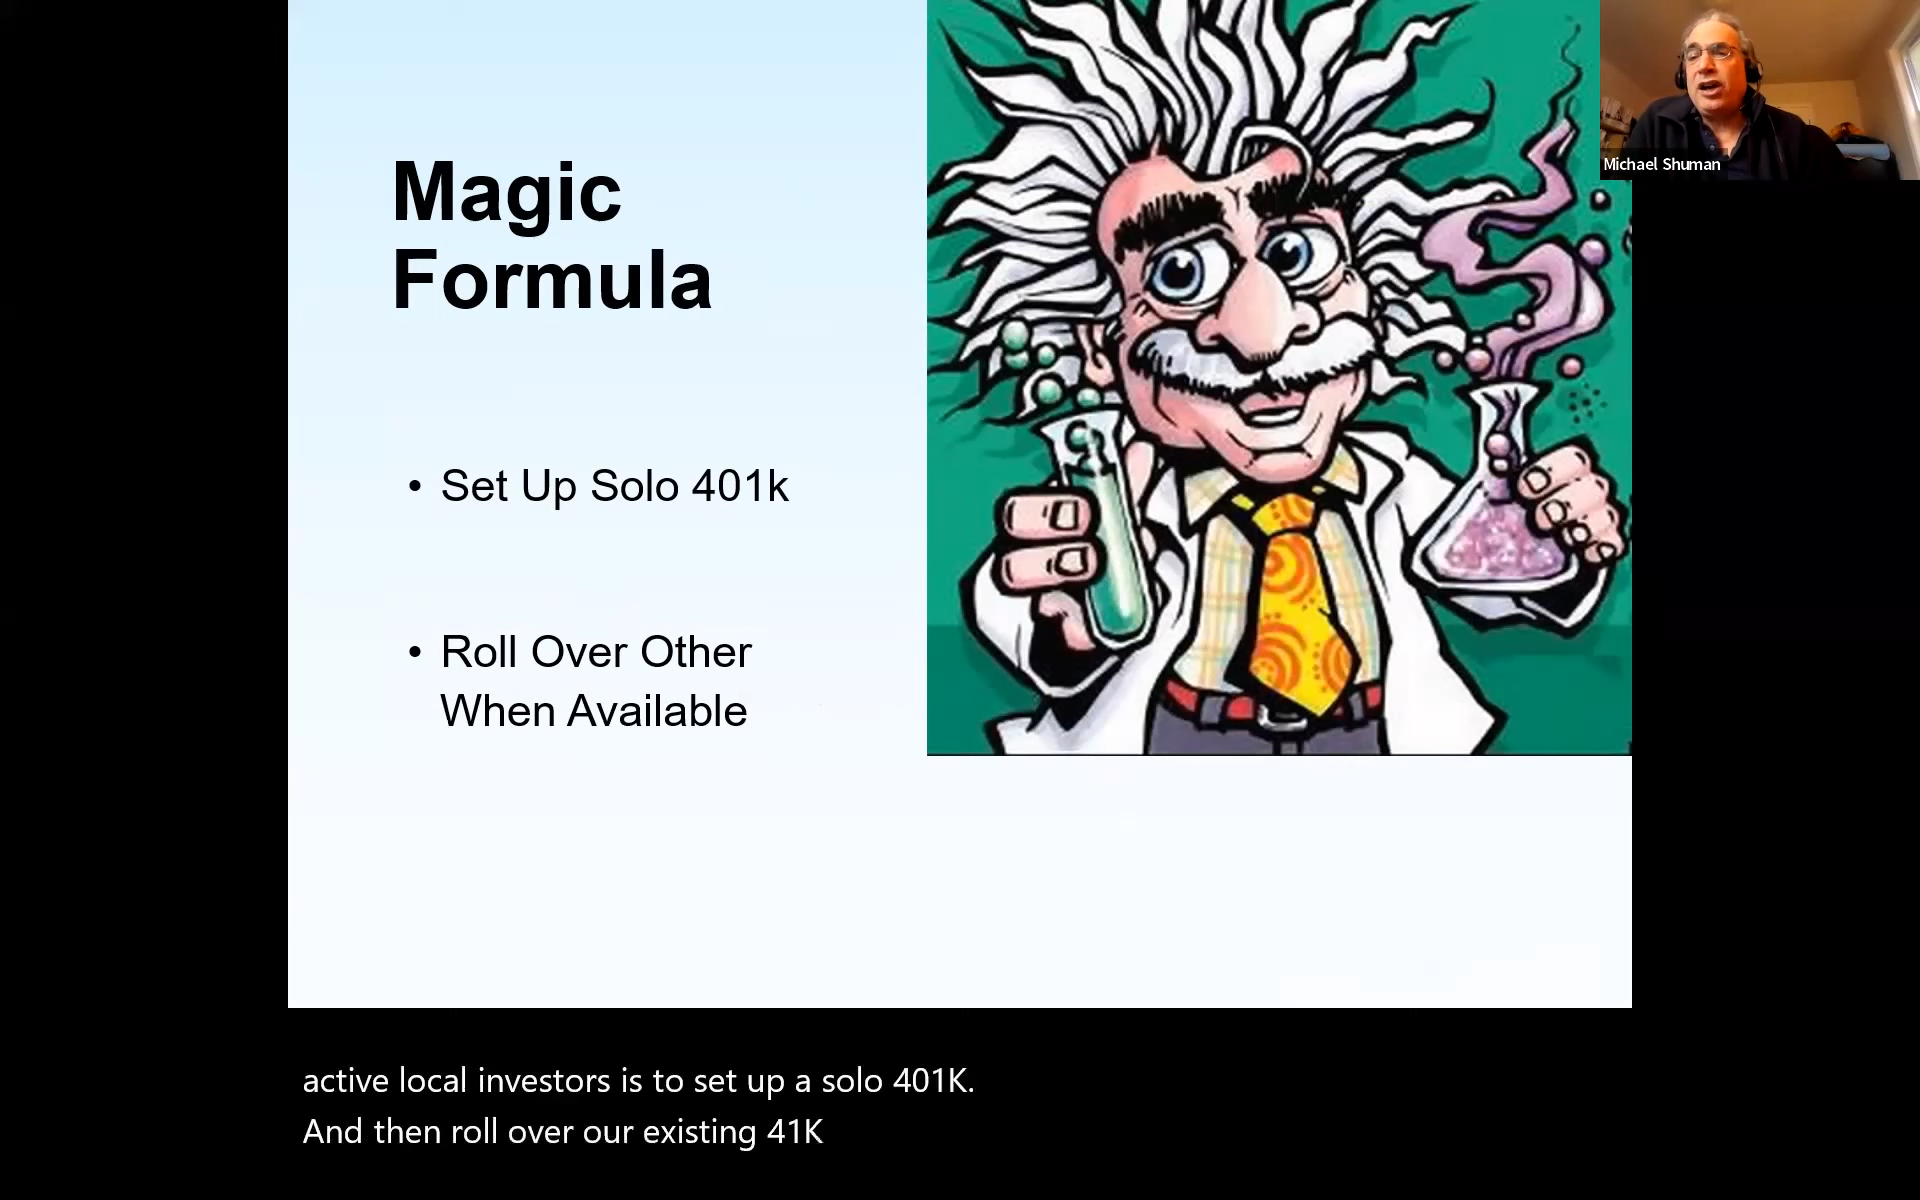 Magic
Formula
• Set Up Solo 401k
• Roll Over Other
When Available
Michael Shuman
active local investors is to set up a solo 401K.
And then roll over our existing 41K